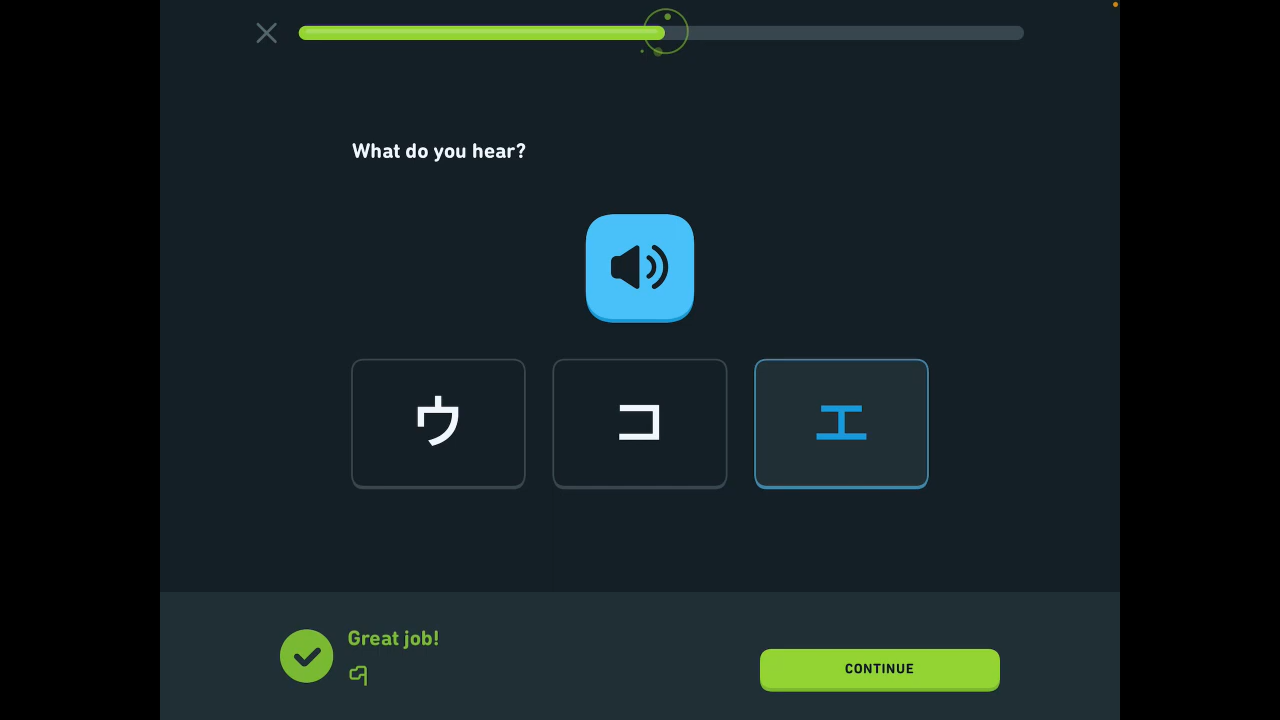 What do you hear?
ウ
コ
エ
Great job!
CONTINUE